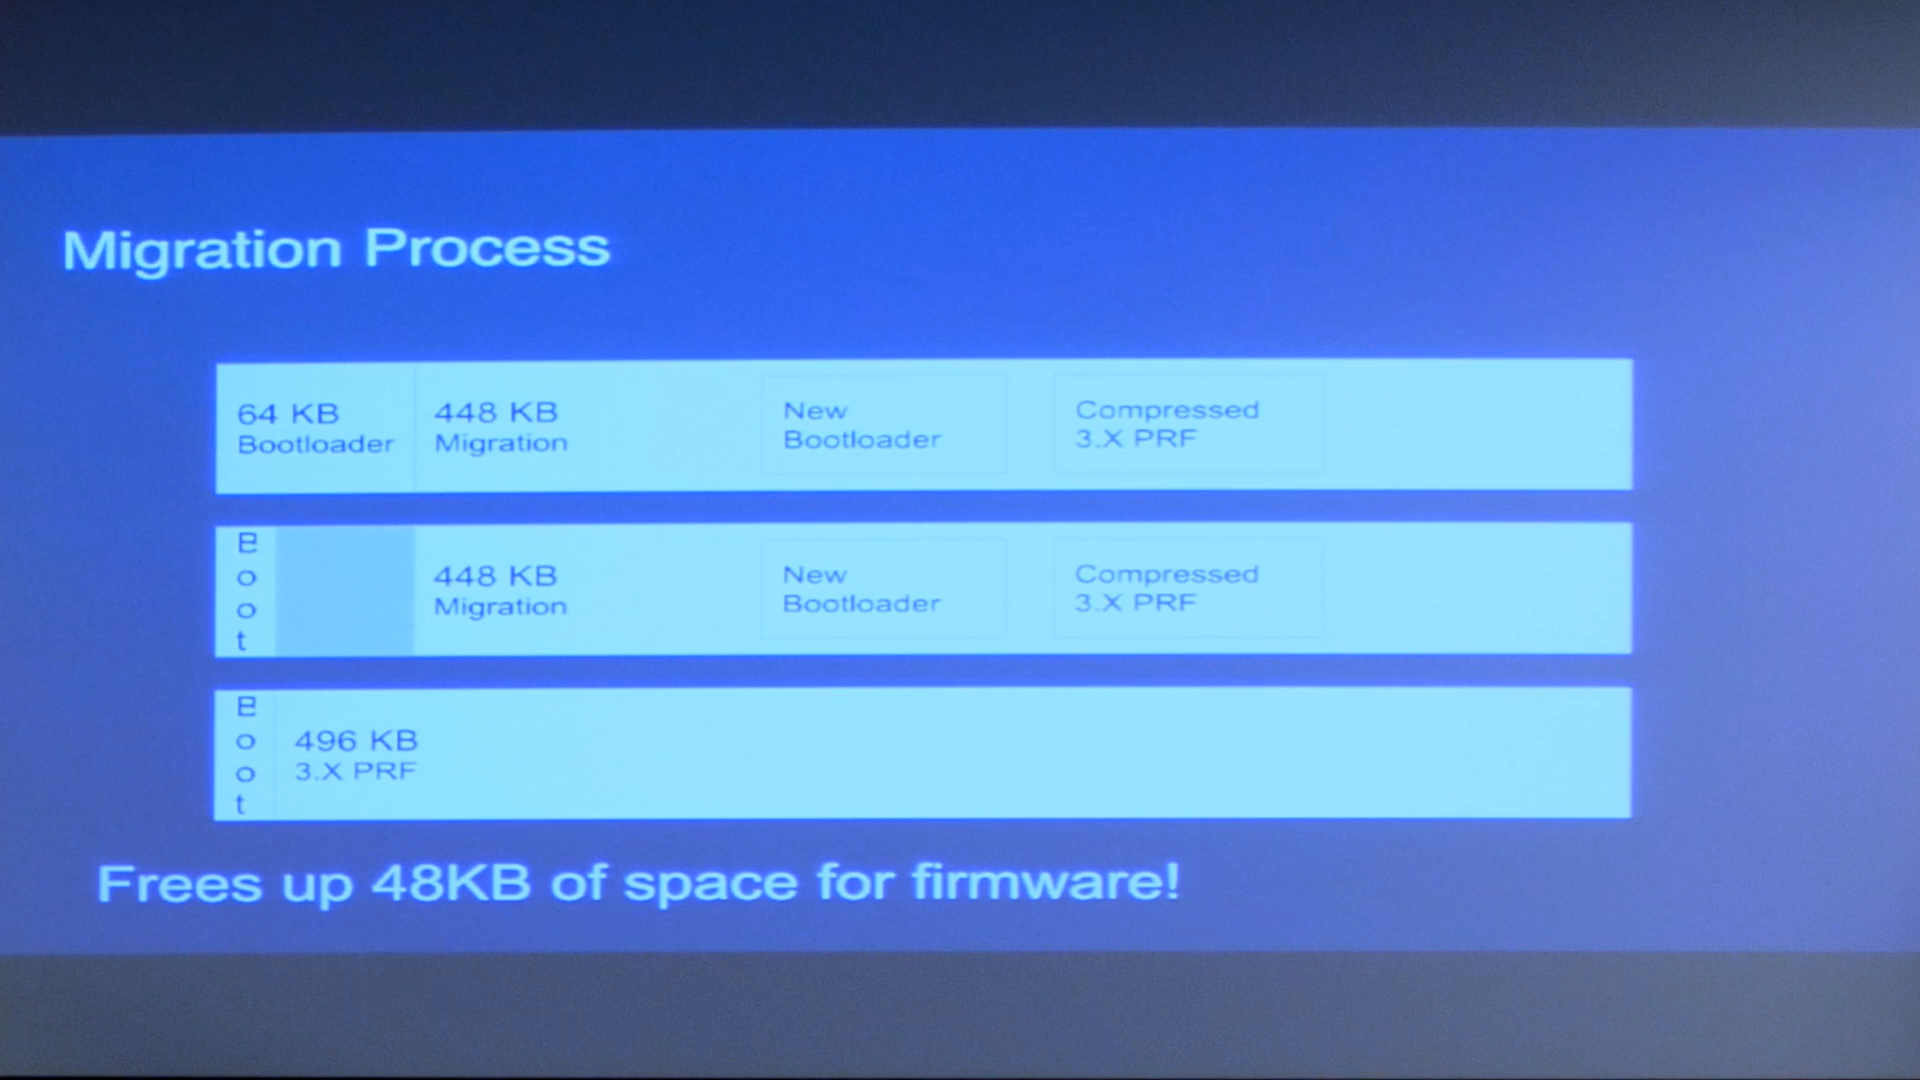 Migration Process
64 KB
Bootloader
448 KB
Migration
New
Bootloader
Compressed
3.X PRF
B
o
o
t
448 KB
Migration
New
Bootloader
Compressed
3.X PRF
B
o
o
t
496 KB
3.X PRF
Frees up 48KB of space for firmware!